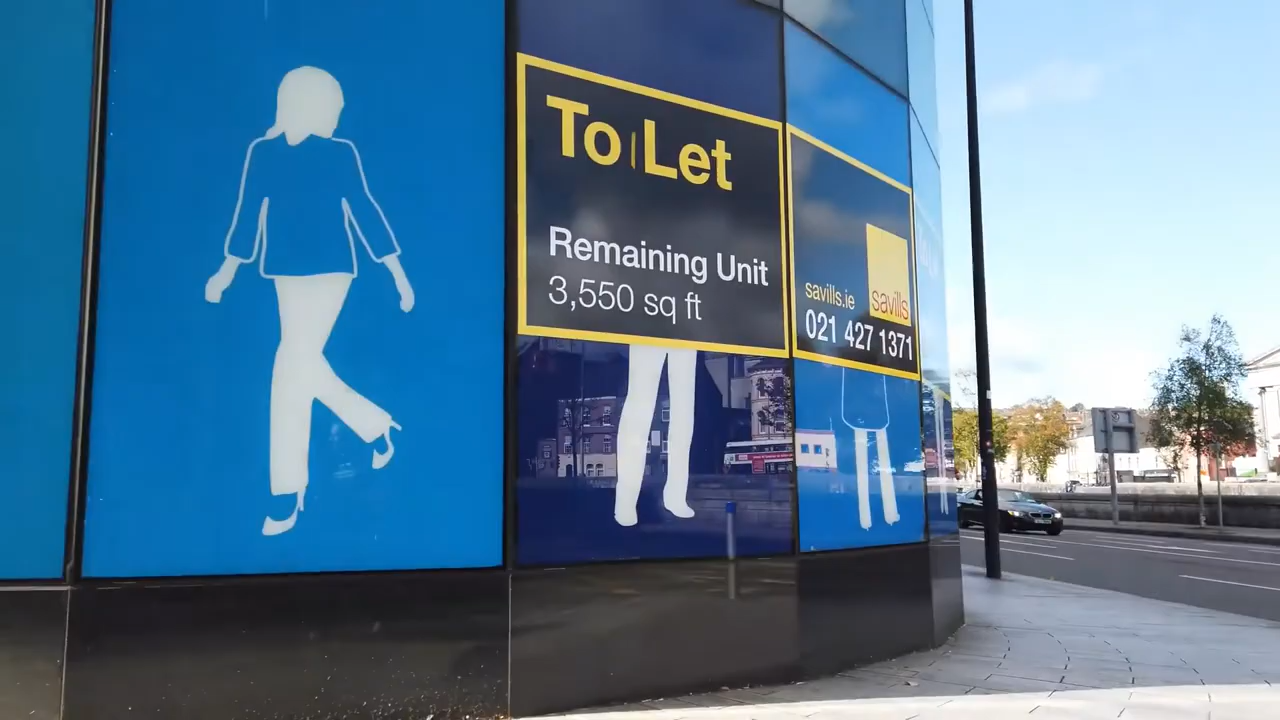 To Let
Remaining Unit
3,550 sq ft
savills.ie
savills
021 427 1371